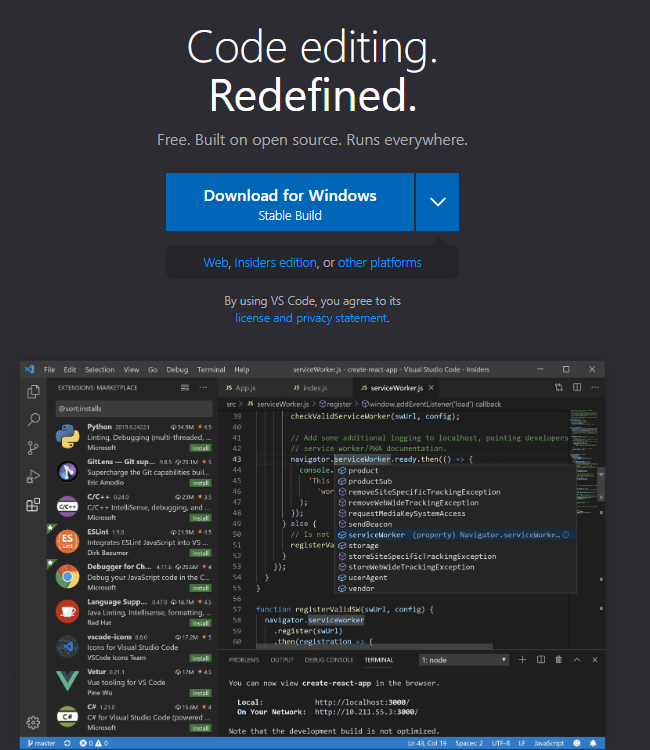 Code editing.
Redefined.
Free. Built on open source. Runs everywhere.
Download for Windows
Stable Build
Web, Insiders edition, or other platforms
By using VS Code, you agree to its
license and privacy statement.
File Edit Selection View Go Debug Terminal Help serviceWorker.js - create-react-app - Visual Studio Code - Insiders
EXTENSIONS: MARKETPLACE
@sortinstalls
Python 2019.6.24221 54.9M 4.5
Linting, Debugging (multi-threaded, ...
Microsoft Install
GitLens — Git sup... 9.8.5 23.1M 5
Supercharge the Git capabilities buil...
Eric Amodio Install
C/C++ 0.24.0 23M 3.5
C/C++ IntelliSense, debugging, and ...
Microsoft Install
ESLint 1.9.0 21.9M 4.5
Integrates ESLint JavaScript into VS ...
Dirk Baeumer Install
Debugger for Ch... 4.11.6 20.6M 4
Debug your JavaScript code in the C...
Microsoft Install
Language Supp... 0.47.0 18.7M 4.5
Java Linting, Intellisense, formatting, ...
Red Hat Install
vscode-icons 8.8.0 17.2M 5
Icons for Visual Studio Code
VSCode Icons Team Install
Vetur 0.21.1 17M 4.5
Vue tooling for VS Code
Pine Wu Install
C# 1.21.0 15.6M 4
C# for Visual Studio Code (powered ...
Microsoft Install
JS App.js JS index.js JS serviceWorker.js
src > JS serviceWorker.js > register > window.addEventListener('load') callback
39 checkValidServiceWorker(swUrl, config);
40
41 // Add some additional logging to localhost, pointing developers
42 // service worker/PWA documentation.
43 navigator.serviceWorker.ready.then(() => {
44 console.
45 'This
46 'wor
47 );
48 });
49 } else {
50 // Is not
51 registerVa
52 }
53 });
54 }
55 }
56
57 function registerValidSW(swUrl, config) {
58 navigator.serviceWorker
59 .register(swUrl)
60 .then(registration => {
product
productSub
removeSiteSpecificTrackingException
removeWebWideTrackingException
requestMediaKeySystemAccess
sendBeacon
serviceWorker (property) Navigator.serviceWorke...
storage
storeSiteSpecificTrackingException
storeWebWideTrackingException
userAgent
vendor
PROBLEMS OUTPUT DEBUG CONSOLE TERMINAL 1: node
You can now view create-react-app in the browser.
Local: http://localhost:3000/
On Your Network: http://10.211.55.3:3000/
Note that the development build is not optimized.
master 0 0 Ln 43, Col 19 Spaces: 2 UTF-8 LF JavaScript